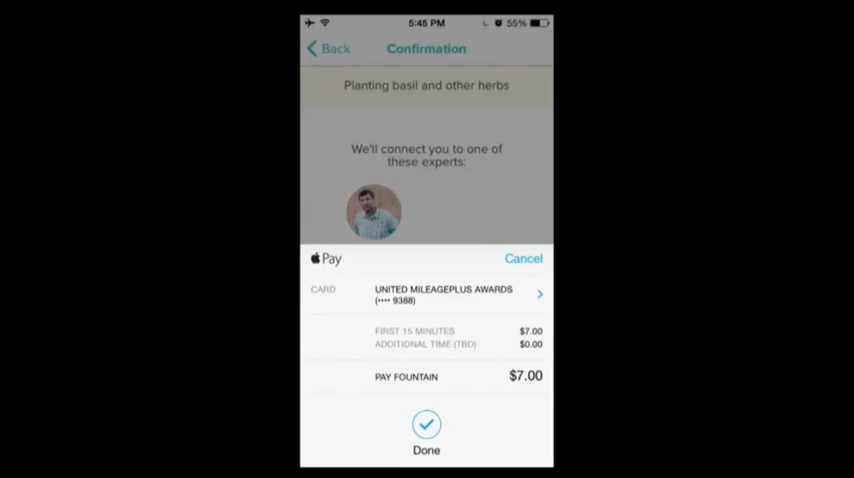 5:45 PM
55%
Back
Confirmation
Planting basil and other herbs
We'll connect you to one of
these experts:
Pay
Cancel
CARD
UNITED MILEAGEPLUS AWARDS
(•••• 9388)
FIRST 15 MINUTES $7.00
ADDITIONAL TIME (TBD) $0.00
PAY FOUNTAIN $7.00
Done